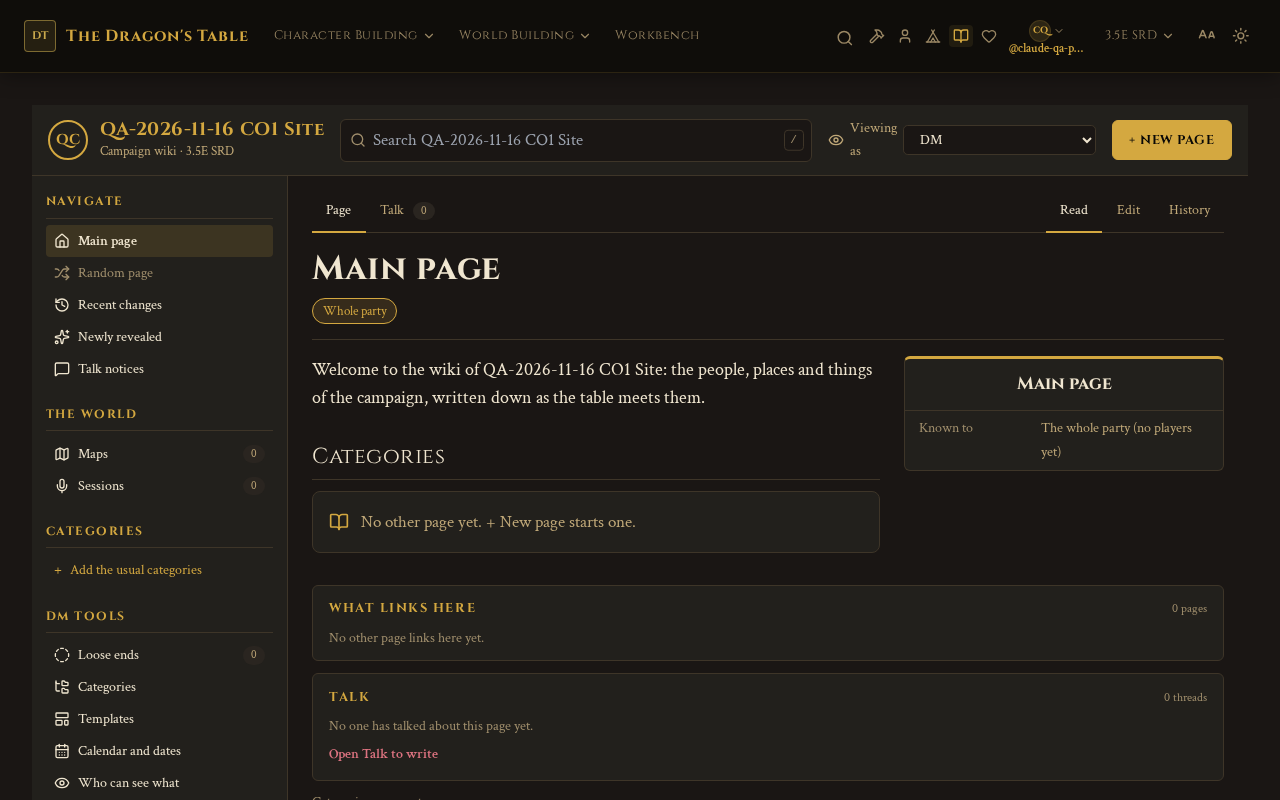 DT The Dragon's Table Character Building World Building Workbench CQ 3.5E SRD AA
@claude-qa-p...
QC QA-2026-11-16 CO1 Site
Campaign wiki · 3.5E SRD
Search QA-2026-11-16 CO1 Site /
Viewing as
DM
+ NEW PAGE
NAVIGATE
Main page
Random page
Recent changes
Newly revealed
Talk notices
THE WORLD
Maps 0
Sessions 0
CATEGORIES
+ Add the usual categories
DM TOOLS
Loose ends 0
Categories
Templates
Calendar and dates
Who can see what
Page Talk 0 Read Edit History
Main page
Whole party
Welcome to the wiki of QA-2026-11-16 CO1 Site: the people, places and things
of the campaign, written down as the table meets them.
Categories
No other page yet. + New page starts one.
Main page
Known to The whole party (no players
yet)
WHAT LINKS HERE 0 pages
No other page links here yet.
TALK 0 threads
No one has talked about this page yet.
Open Talk to write